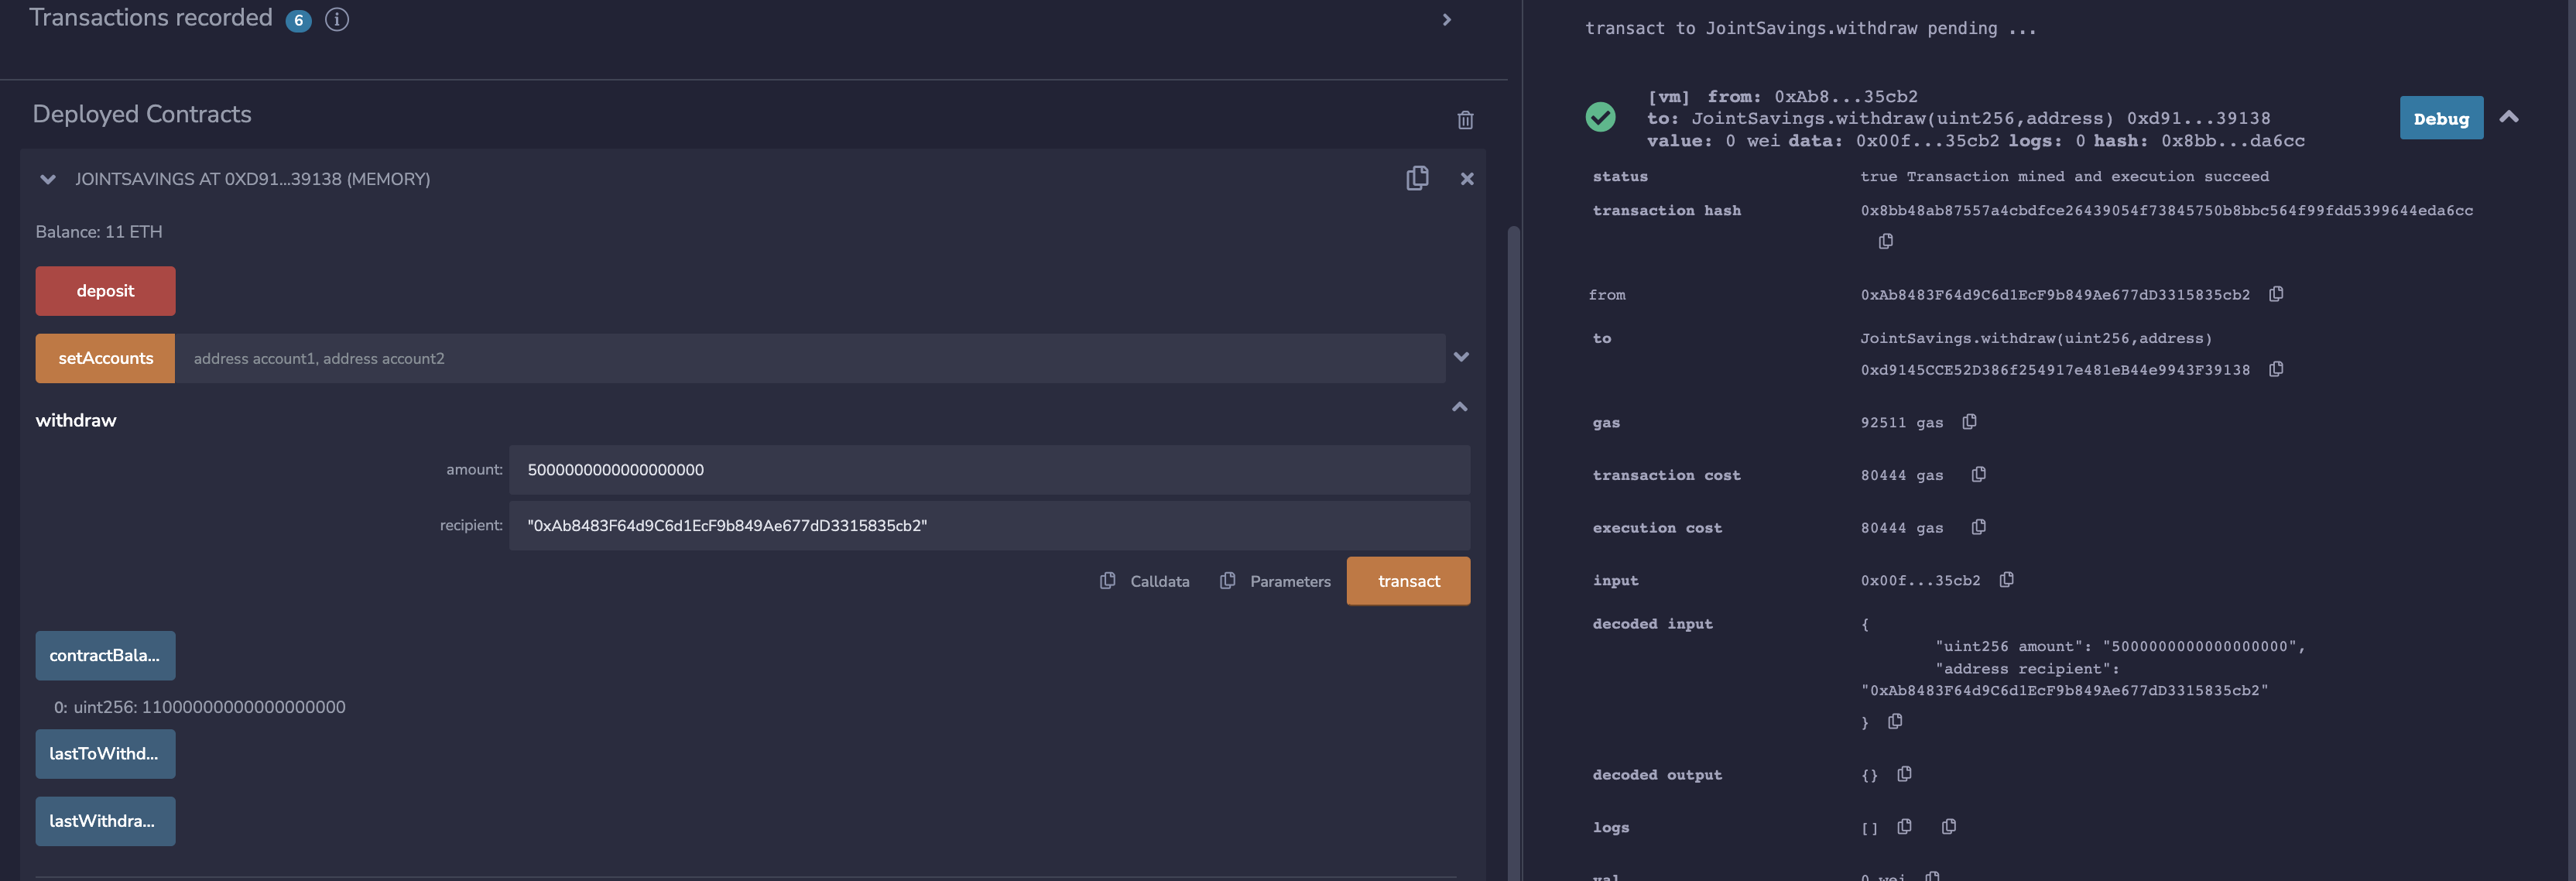 Transactions recorded 6 i
Deployed Contracts
JOINTSAVINGS AT 0XD91...39138 (MEMORY)
Balance: 11 ETH
deposit
setAccounts address account1, address account2
withdraw
amount: 5000000000000000000
recipient: "0xAb8483F64d9C6d1EcF9b849Ae677dD3315835cb2"
Calldata Parameters transact
contractBala...
0: uint256: 11000000000000000000
lastToWithd...
lastWithdra...
transact to JointSavings.withdraw pending ...
[vm] from: 0xAb8...35cb2
to: JointSavings.withdraw(uint256,address) 0xd91...39138
value: 0 wei data: 0x00f...35cb2 logs: 0 hash: 0x8bb...da6cc
Debug
status true Transaction mined and execution succeed
transaction hash 0x8bb48ab87557a4cbdfce26439054f73845750b8bbc564f99fdd5399644eda6cc
from 0xAb8483F64d9C6d1EcF9b849Ae677dD3315835cb2
to JointSavings.withdraw(uint256,address)
0xd9145CCE52D386f254917e481eB44e9943F39138
gas 92511 gas
transaction cost 80444 gas
execution cost 80444 gas
input 0x00f...35cb2
decoded input {
"uint256 amount": "5000000000000000000",
"address recipient":
"0xAb8483F64d9C6d1EcF9b849Ae677dD3315835cb2"
}
decoded output {}
logs []
val 0 wei